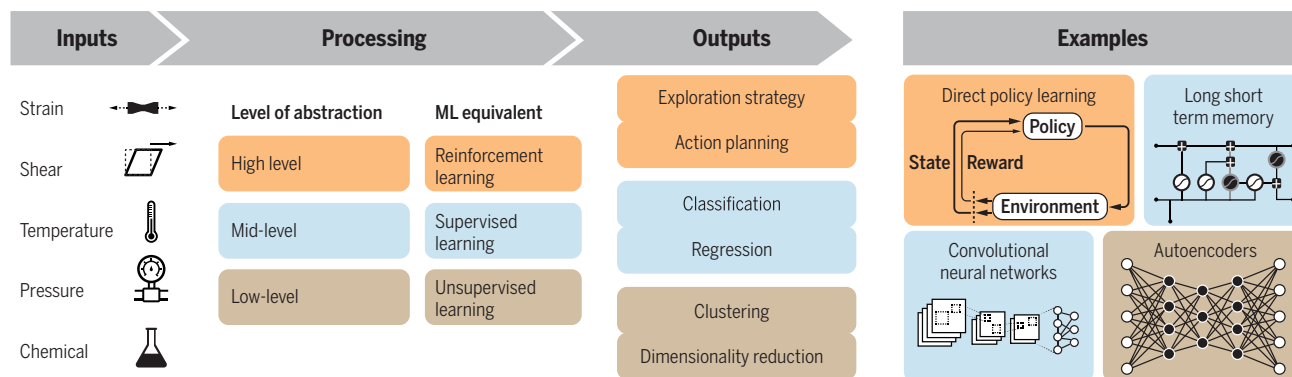 Inputs
Processing
Outputs
Examples
Strain
Shear
Temperature
Pressure
Chemical
Level of abstraction
ML equivalent
High level
Reinforcement
learning
Mid-level
Supervised
learning
Low-level
Unsupervised
learning
Exploration strategy
Action planning
Classification
Regression
Clustering
Dimensionality reduction
Direct policy learning
Policy
State
Reward
Environment
Long short
term memory
Convolutional
neural networks
Autoencoders